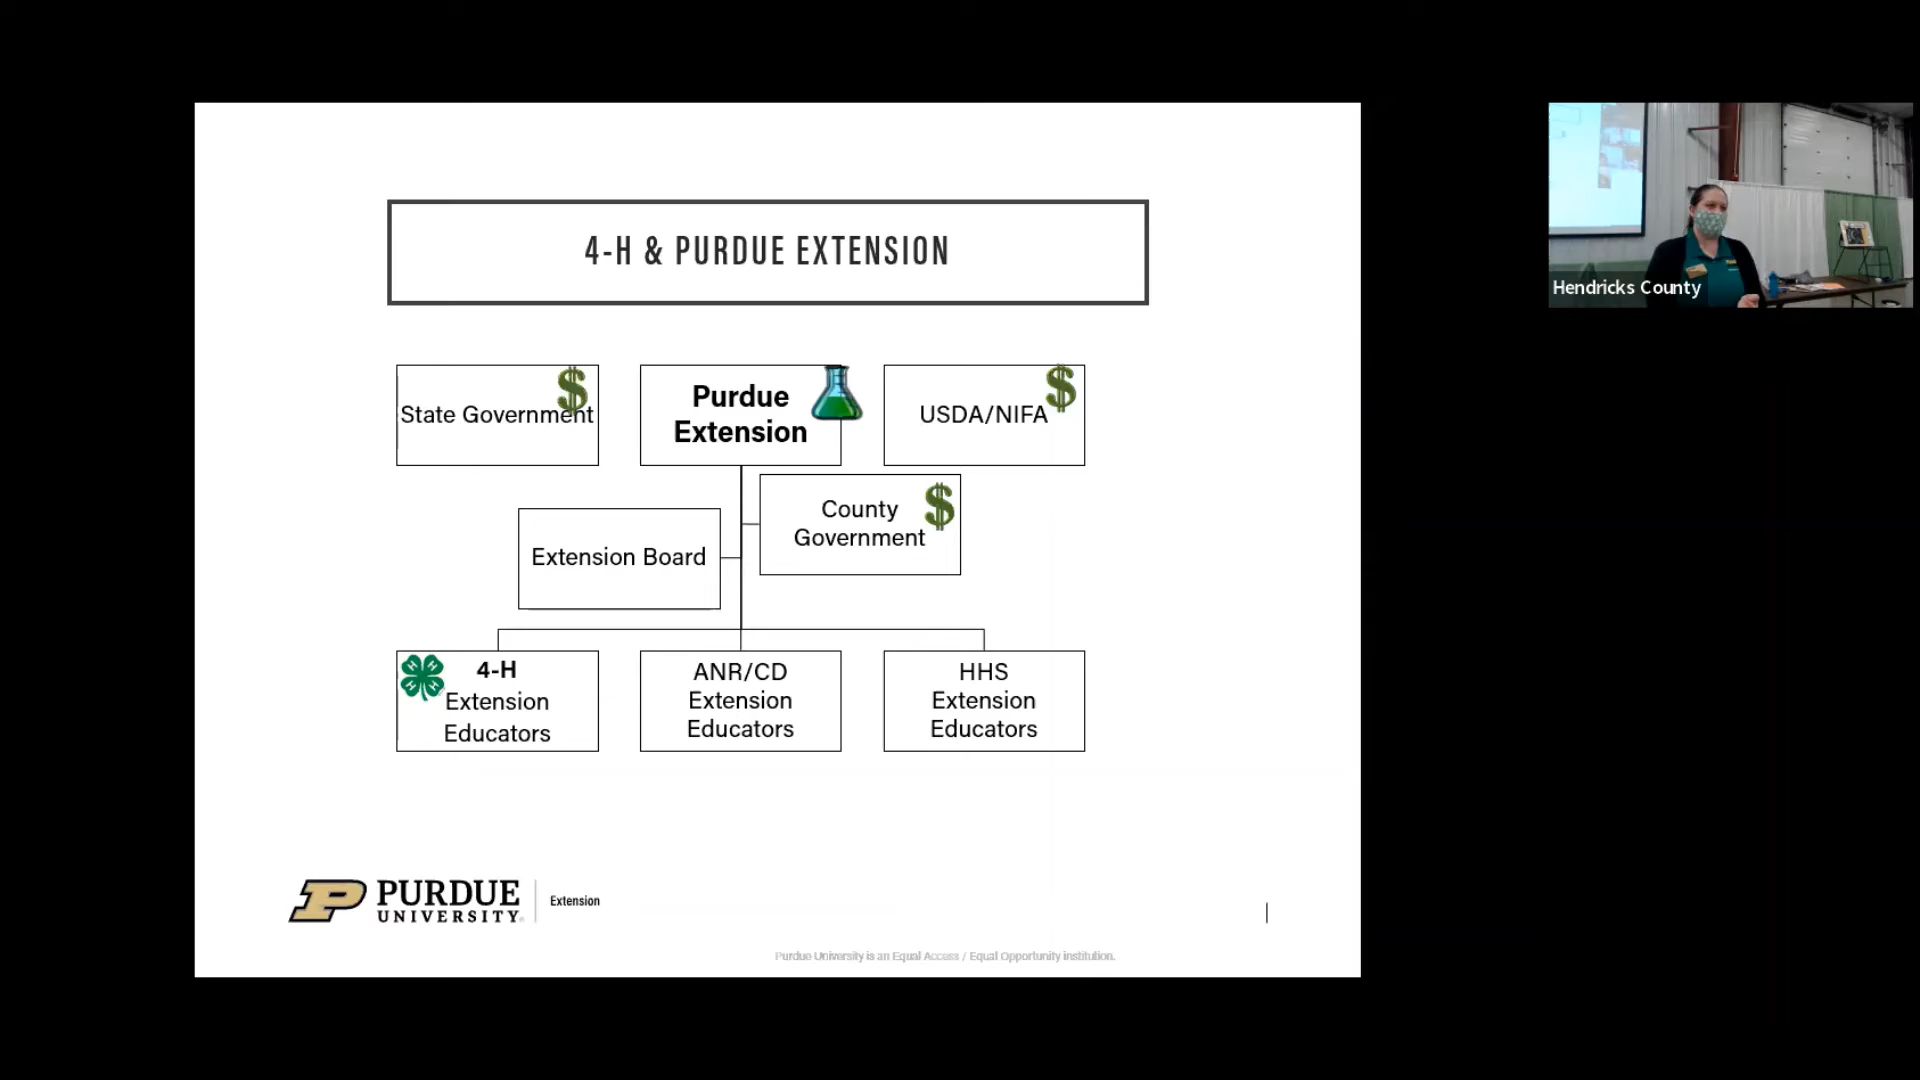 4-H & PURDUE EXTENSION
State Government
$
Purdue
Extension
USDA/NIFA
$
County
Government
$
Extension Board
4-H
Extension
Educators
ANR/CD
Extension
Educators
HHS
Extension
Educators
PURDUE
UNIVERSITY
Extension
Purdue University is an Equal Access / Equal Opportunity institution.
Hendricks County